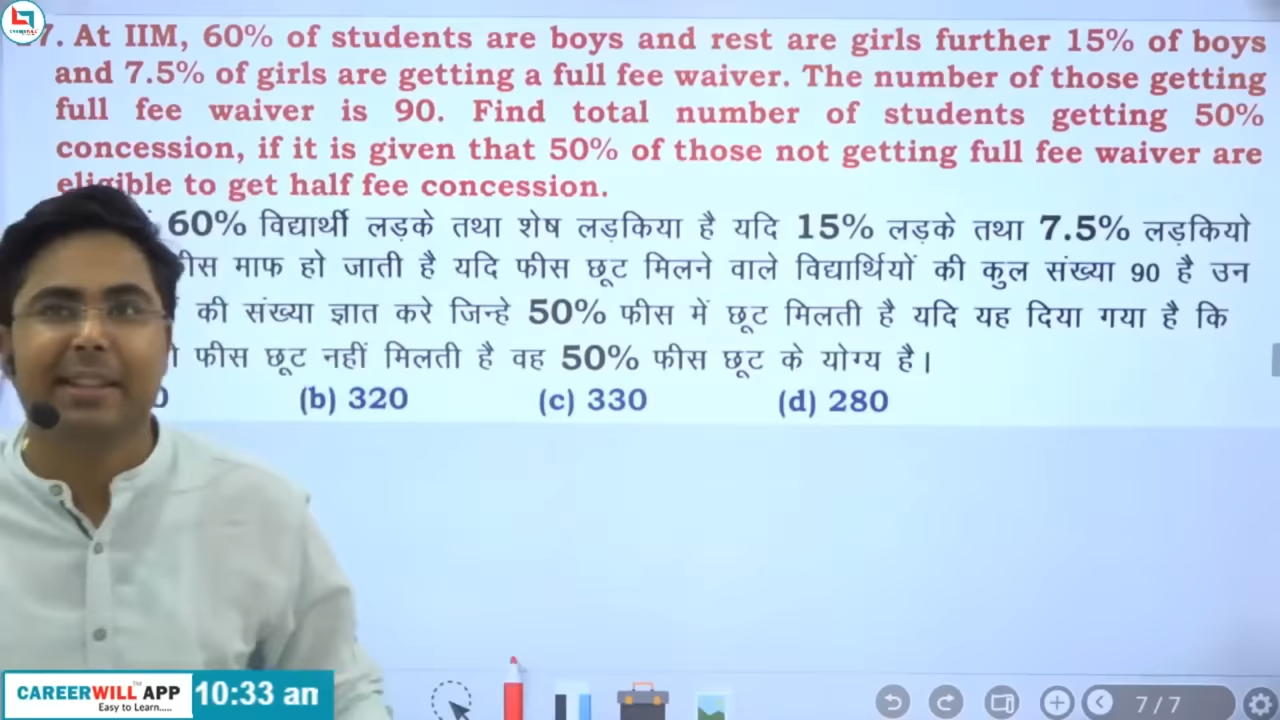 7. At IIM, 60% of students are boys and rest are girls further 15% of boys
and 7.5% of girls are getting a full fee waiver. The number of those getting
full fee waiver is 90. Find total number of students getting 50%
concession, if it is given that 50% of those not getting full fee waiver are
eligible to get half fee concession.
60% विद्यार्थी लड़के तथा शेष लड़किया है यदि 15% लड़के तथा 7.5% लड़कियो
माफ हो जाती है यदि फीस छूट मिलने वाले विद्यार्थियों की कुल संख्या 90 है उन
की संख्या ज्ञात करे जिन्हे 50% फीस में छूट मिलती है यदि यह दिया गया है कि
फीस छूट नहीं मिलती है वह 50% फीस छूट के योग्य है।
(b) 320 (c) 330 (d) 280
CAREERWILL APP
Easy to Learn.....
10:33 an
7 / 7